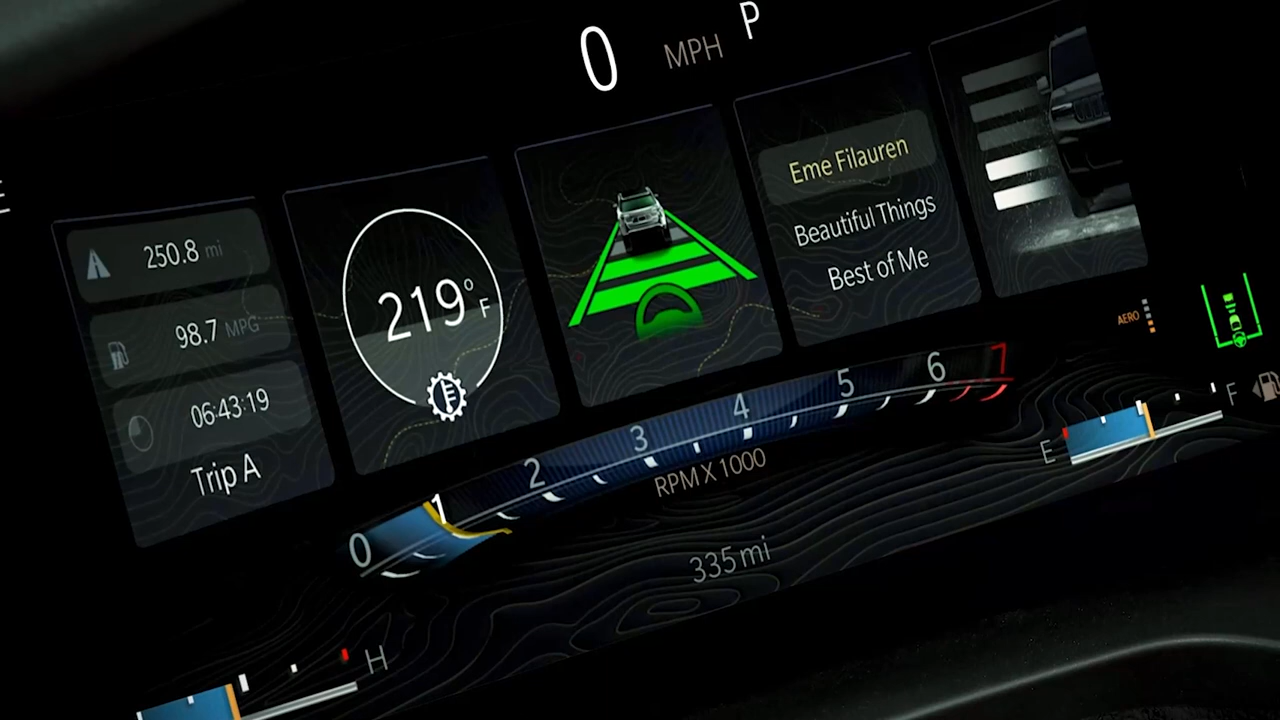 0 MPH P
250.8 mi
98.7 MPG
06:43:19
Trip A
219° F
Eme Filauren
Beautiful Things
Best of Me
AERO
0 1 2 3 4 5 6 7
RPM X 1000
E F
335 mi
H